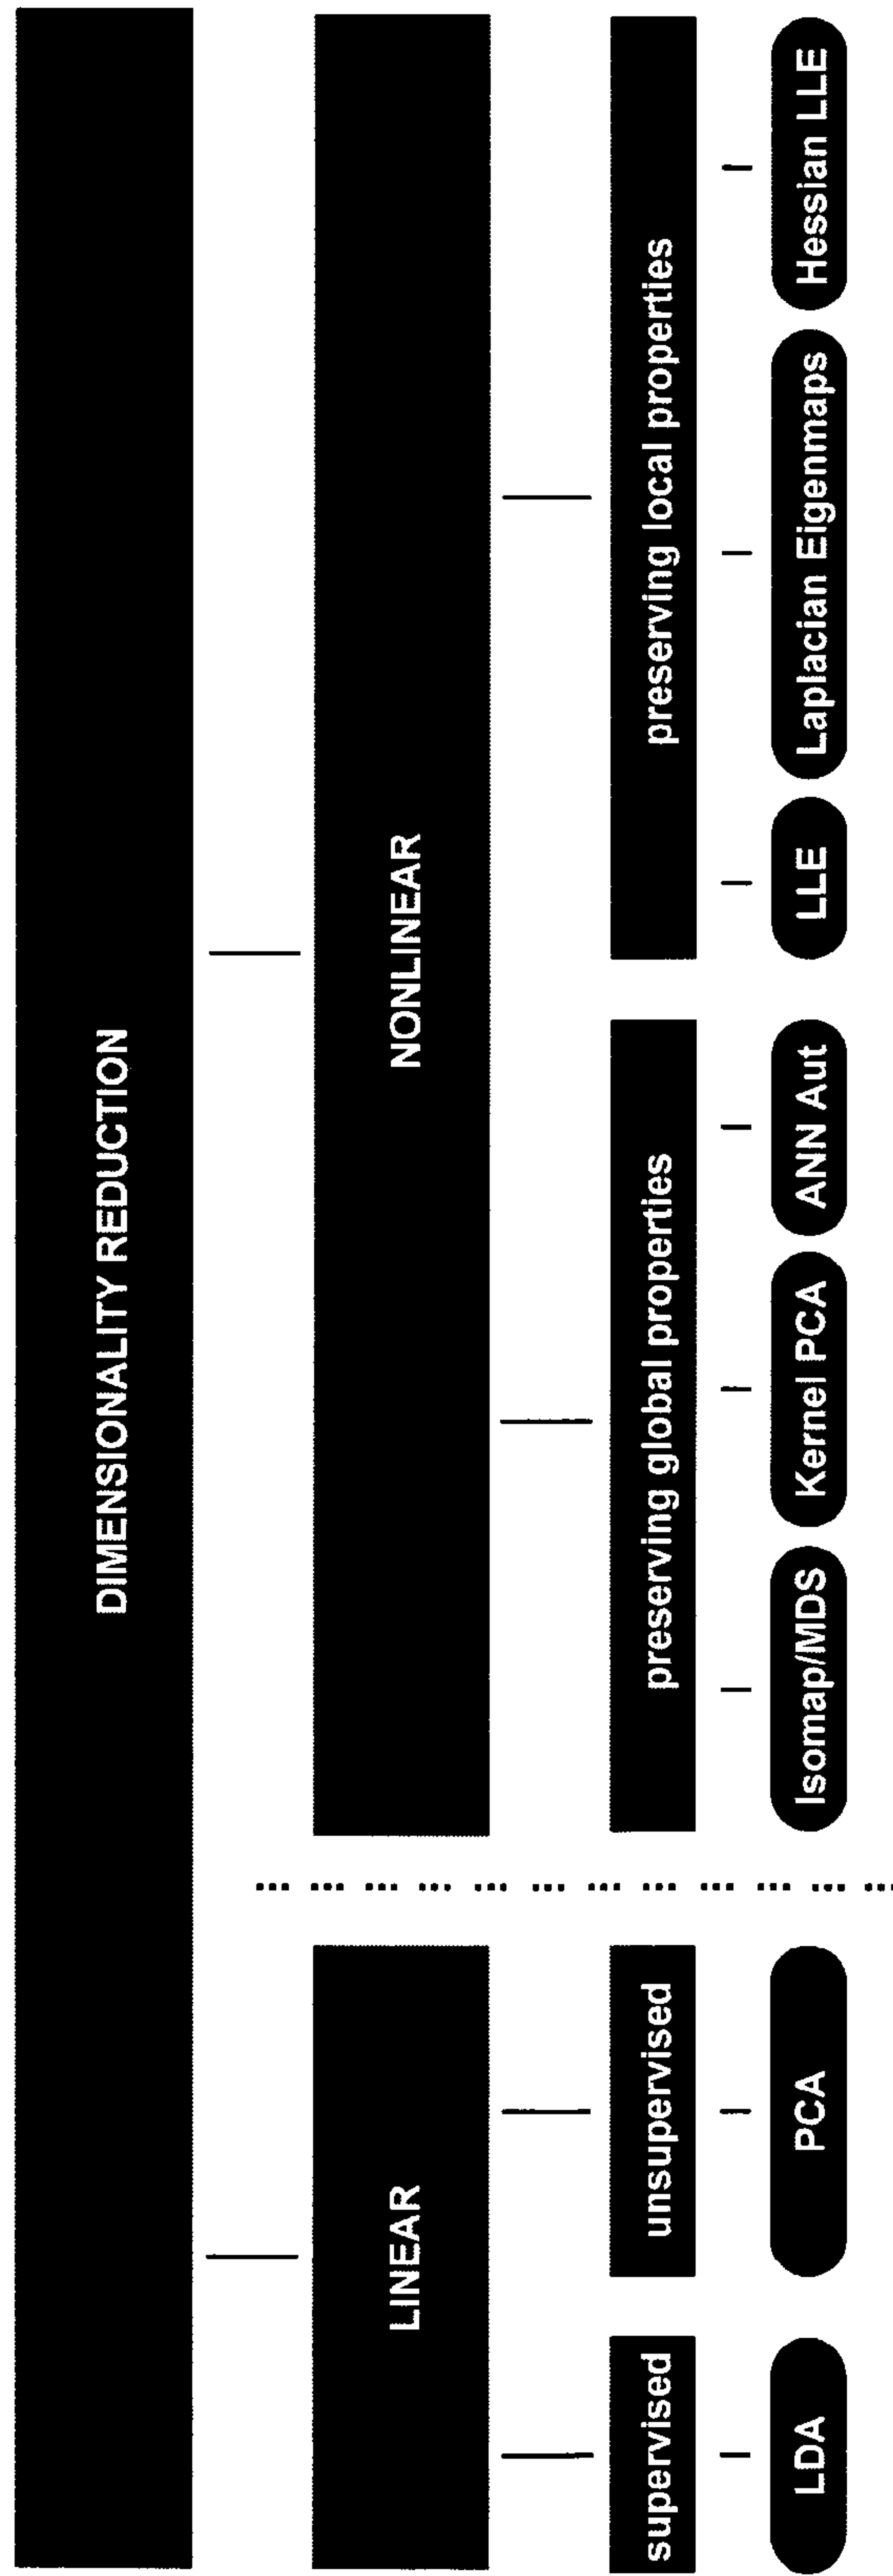 DIMENSIONALITY REDUCTION
LINEAR
NONLINEAR
supervised
unsupervised
preserving global properties
preserving local properties
LDA
PCA
Isomap/MDS
Kernel PCA
ANN Aut
LLE
Laplacian Eigenmaps
Hessian LLE